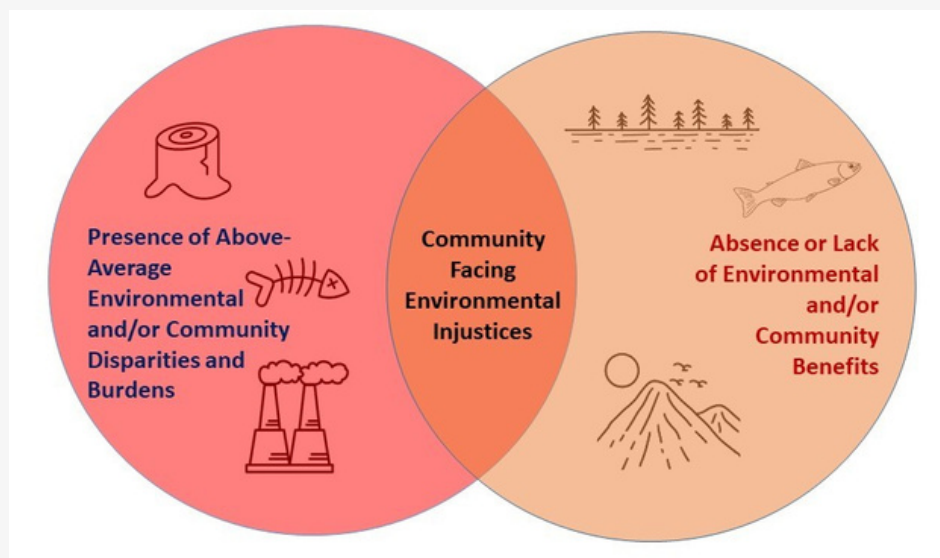 Presence of Above-
Average
Environmental
and/or Community
Disparities and
Burdens
Community
Facing
Environmental
Injustices
Absence or Lack
of Environmental
and/or
Community
Benefits